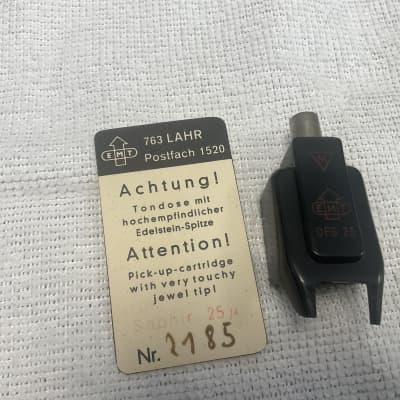 EMT
763 LAHR
Postfach 1520
Achtung!
Tondose mit
hochempfindlicher
Edelstein-Spitze
Attention!
Pick-up-cartridge
with very touchy
jewel tip!
Saphir 25 µ
Nr. 2185
M
EMT
OFS 25